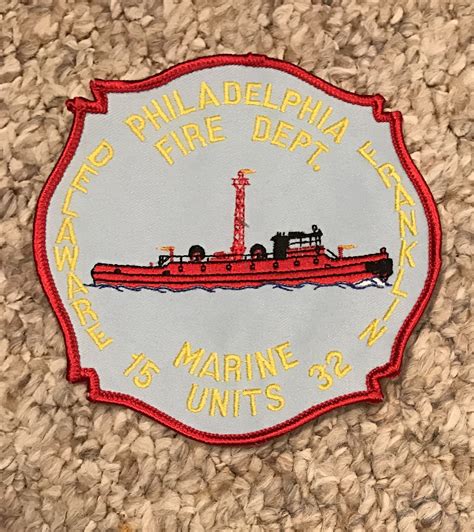 PHILADELPHIA
FIRE DEPT.
DELAWARE
FRANKLIN
MARINE
15 UNITS 32